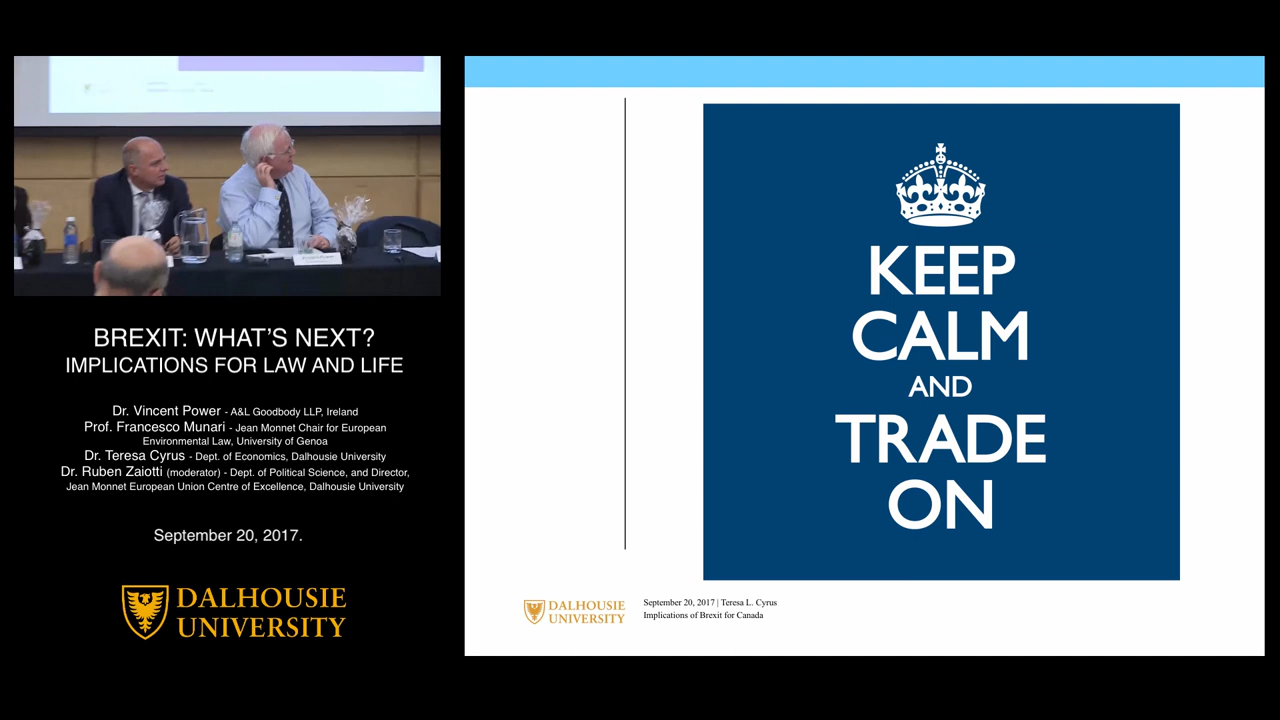 BREXIT: WHAT'S NEXT?
IMPLICATIONS FOR LAW AND LIFE
Dr. Vincent Power - A&L Goodbody LLP, Ireland
Prof. Francesco Munari - Jean Monnet Chair for European
Environmental Law, University of Genoa
Dr. Teresa Cyrus - Dept. of Economics, Dalhousie University
Dr. Ruben Zaiotti (moderator) - Dept. of Political Science, and Director,
Jean Monnet European Union Centre of Excellence, Dalhousie University
September 20, 2017.
DALHOUSIE
UNIVERSITY
KEEP
CALM
AND
TRADE
ON
DALHOUSIE
UNIVERSITY
September 20, 2017 | Teresa L. Cyrus
Implications of Brexit for Canada